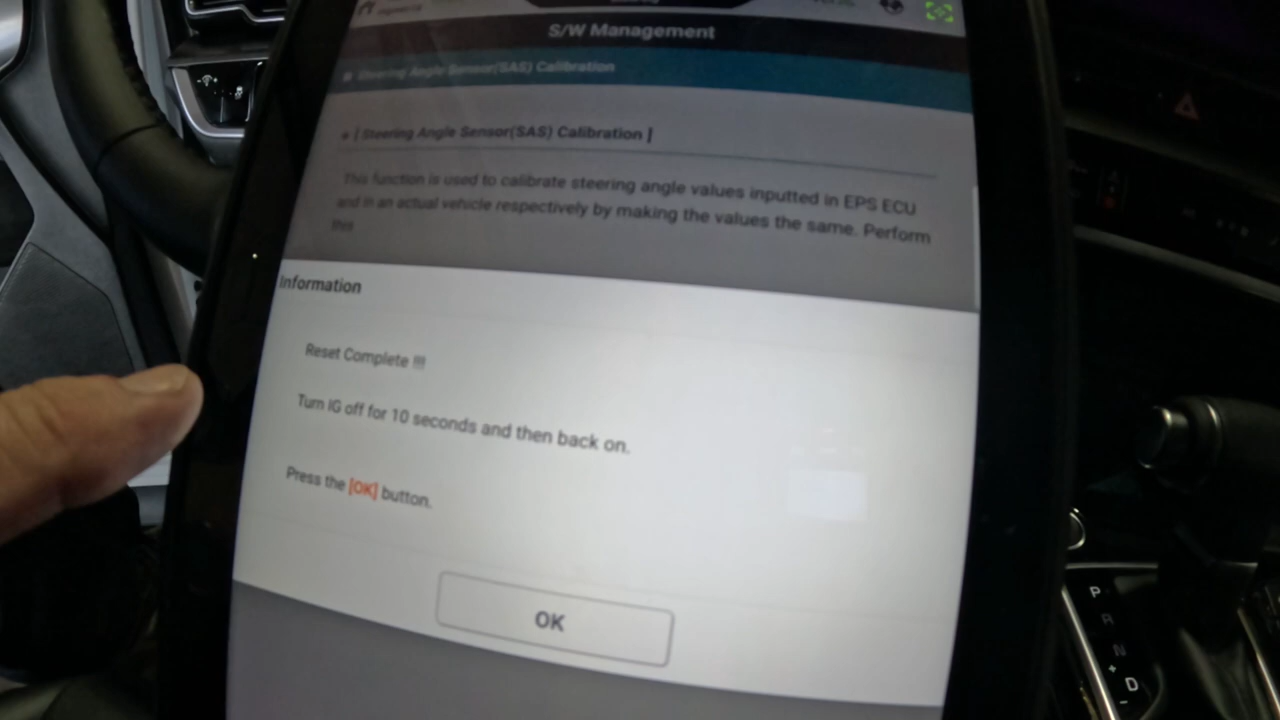 S/W Management
Steering Angle Sensor(SAS) Calibration
[ Steering Angle Sensor(SAS) Calibration ]
This function is used to calibrate steering angle values inputted in EPS ECU
and in an actual vehicle respectively by making the values the same. Perform
this
Information
Reset Complete !!!
Turn IG off for 10 seconds and then back on.
Press the [OK] button.
OK
P
R
N
+
D
-